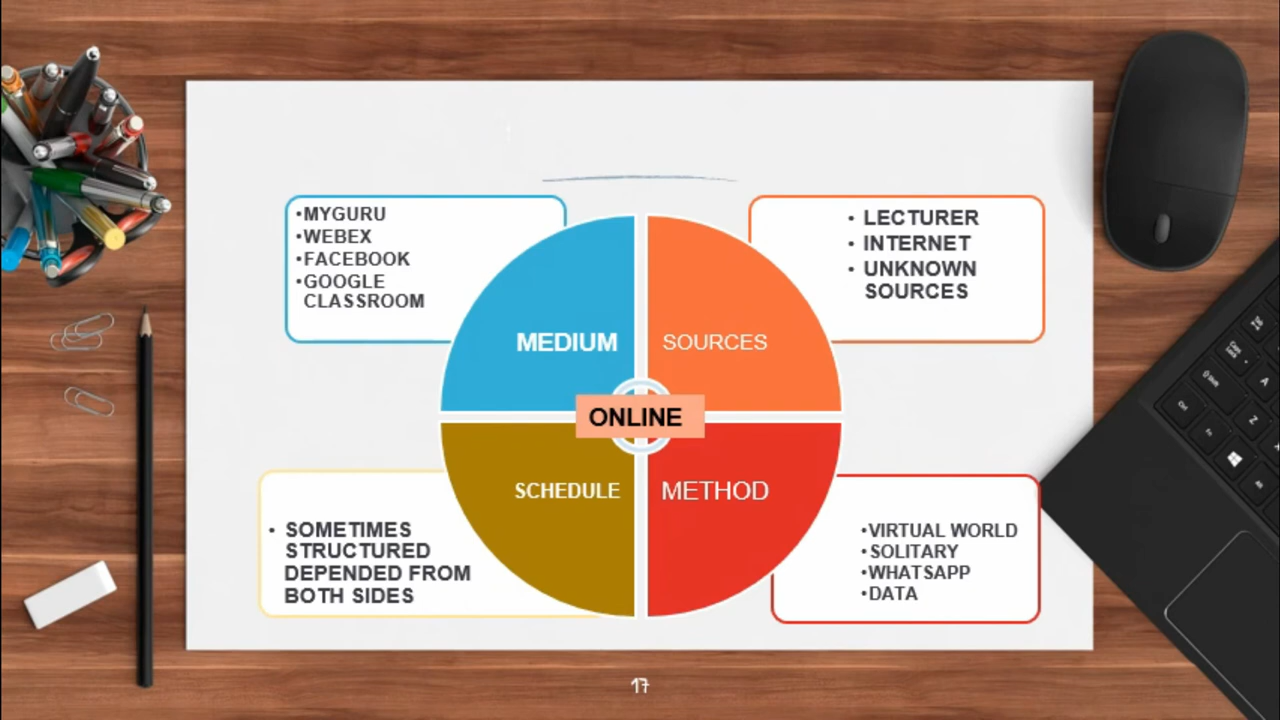 •MYGURU
•WEBEX
•FACEBOOK
•GOOGLE
CLASSROOM
• LECTURER
• INTERNET
• UNKNOWN
SOURCES
MEDIUM
SOURCES
ONLINE
SCHEDULE
METHOD
• SOMETIMES
STRUCTURED
DEPENDED FROM
BOTH SIDES
•VIRTUAL WORLD
•SOLITARY
•WHATSAPP
•DATA
17